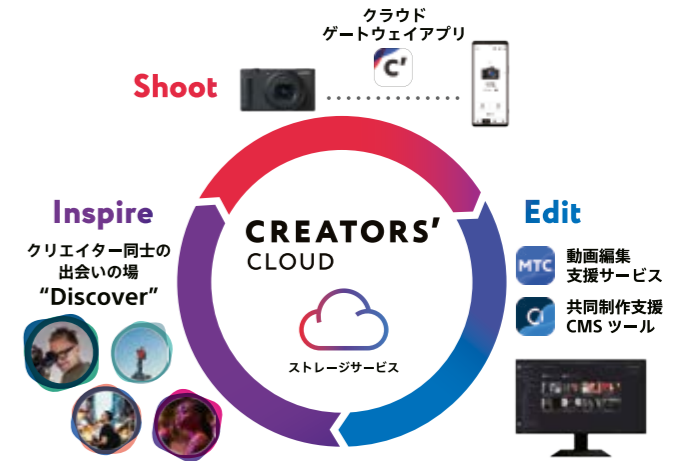 クラウド
ゲートウェイアプリ
C'
Shoot
Inspire
クリエイター同士の
出会いの場
“Discover”
CREATORS’
CLOUD
ストレージサービス
Edit
MTC
動画編集
支援サービス
Ci
共同制作支援
CMS ツール